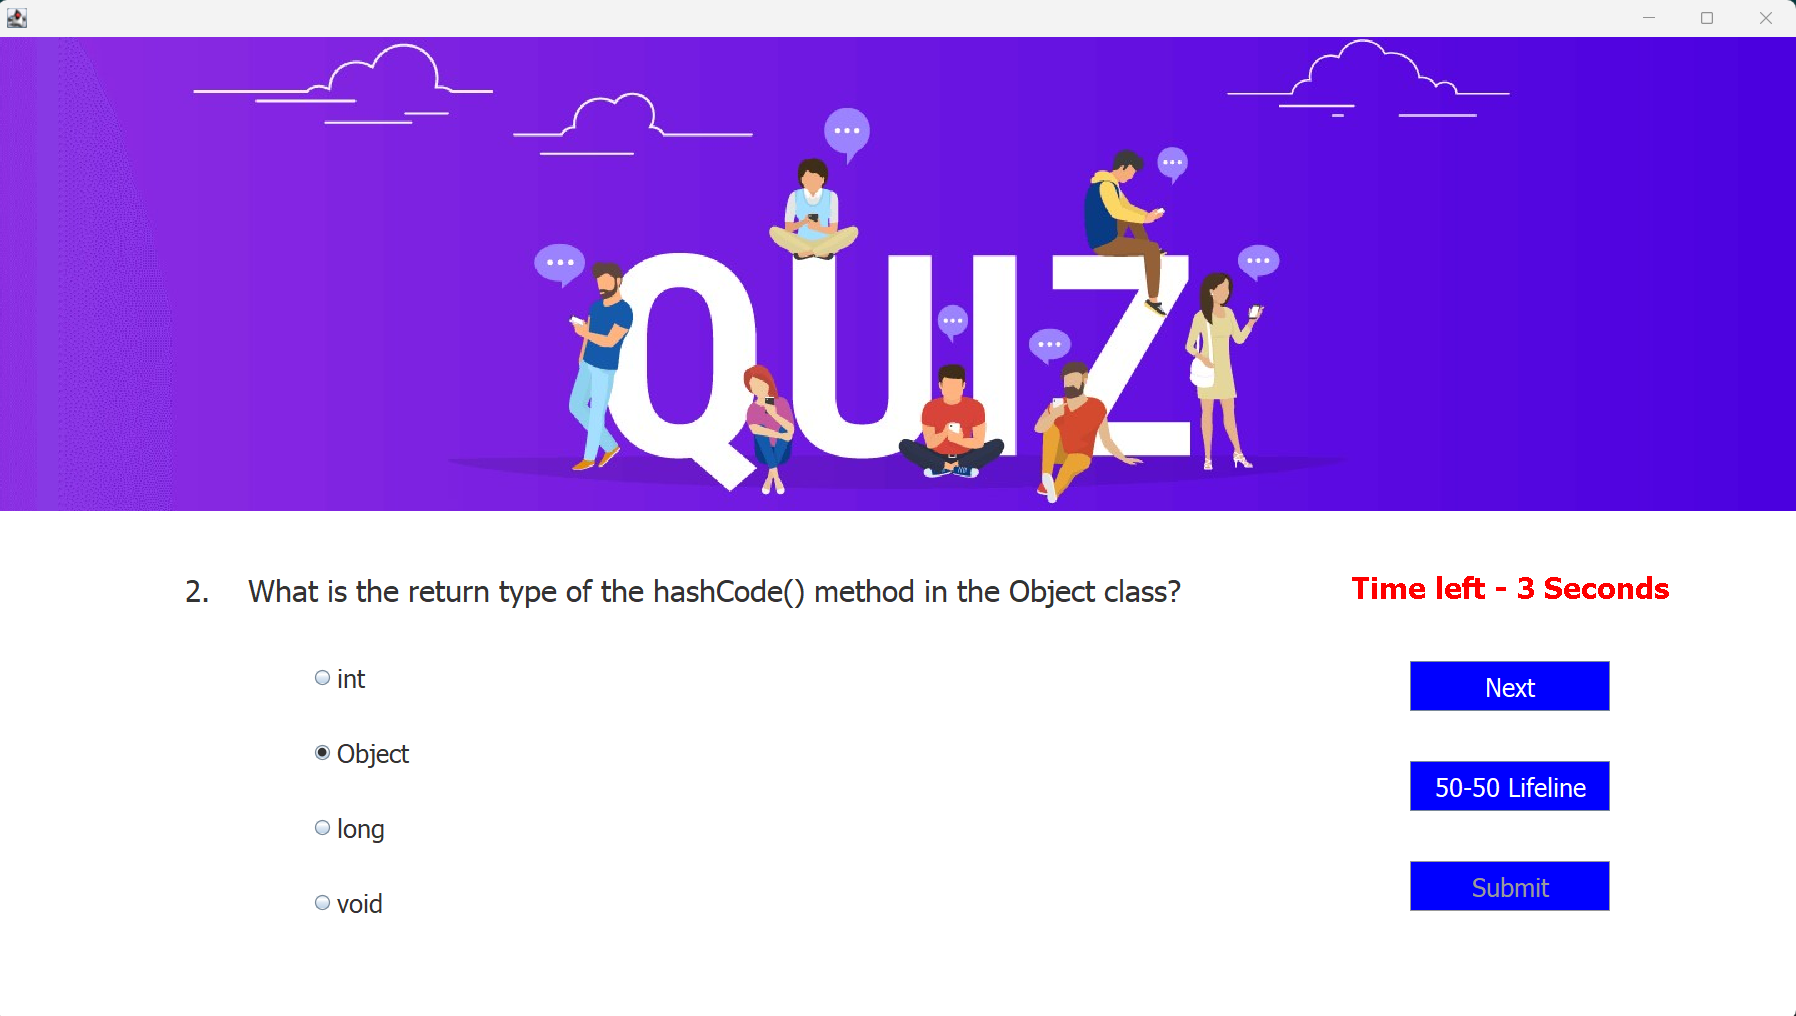 QUIZ
2. What is the return type of the hashCode() method in the Object class?
Time left - 3 Seconds
int
Object
long
void
Next
50-50 Lifeline
Submit